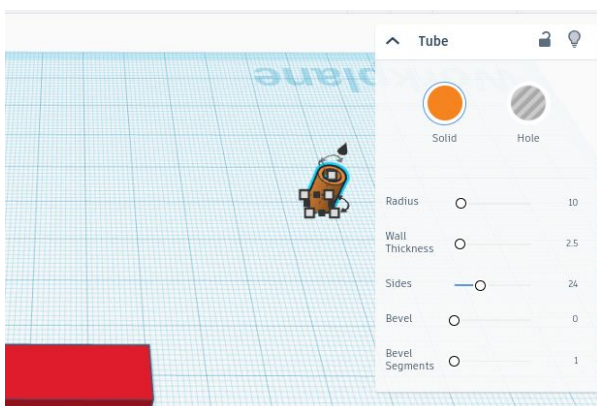 Tube
Solid
Hole
Radius
10
Wall
Thickness
2.5
Sides
24
Bevel
0
Bevel
Segments
1